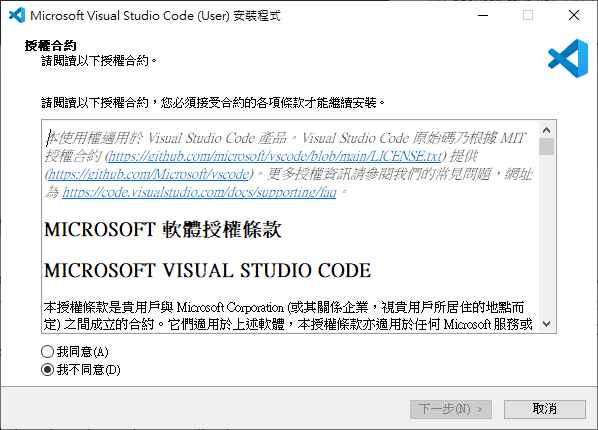 Microsoft Visual Studio Code (User) 安裝程式
授權合約
請閱讀以下授權合約。
請閱讀以下授權合約，您必須接受合約的各項條款才能繼續安裝。
本使用權適用於 Visual Studio Code 產品。Visual Studio Code 原始碼乃根據 MIT
授權合約 (https://github.com/microsoft/vscode/blob/main/LICENSE.txt) 提供
(https://github.com/Microsoft/vscode)。更多授權資訊請參閱我們的常見問題，網址
為 https://code.visualstudio.com/docs/supporting/faq。
MICROSOFT 軟體授權條款
MICROSOFT VISUAL STUDIO CODE
本授權條款是貴用戶與 Microsoft Corporation (或其關係企業，視貴用戶所居住的地點而
定) 之間成立的合約。它們適用於上述軟體，本授權條款亦適用於任何 Microsoft 服務或
我同意(A)
我不同意(D)
下一步(N) >
取消